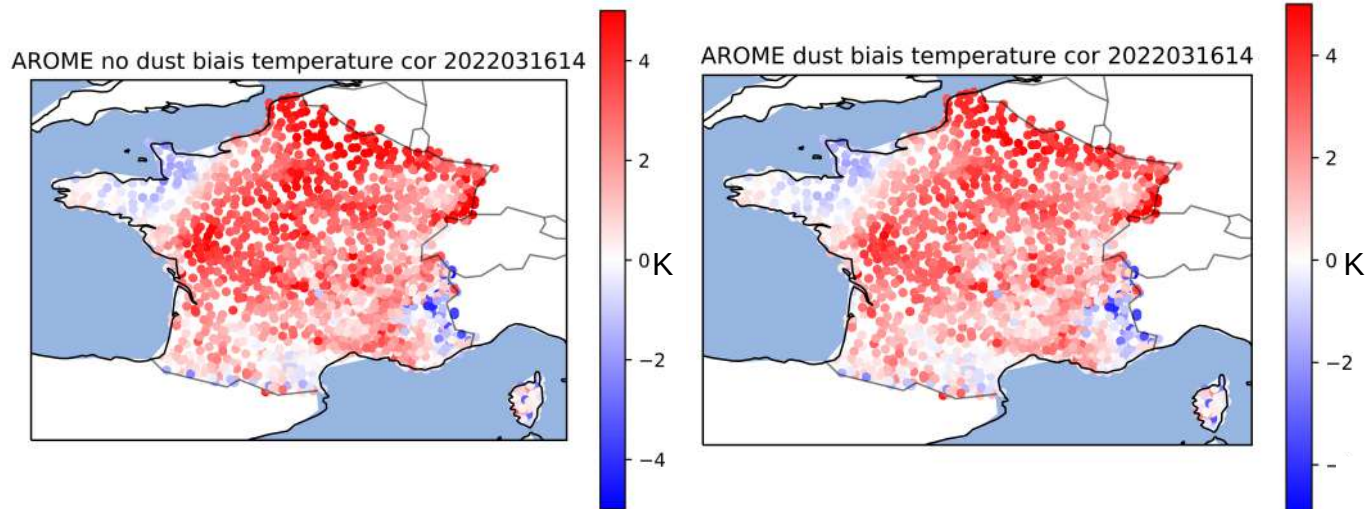 AROME no dust biais temperature cor 2022031614
4
2
0 K
−2
−4
AROME dust biais temperature cor 2022031614
4
2
0 K
−2
−